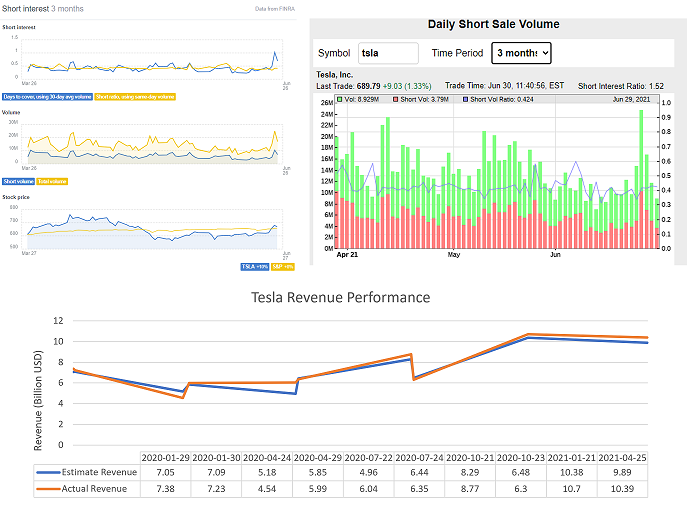 Short interest 3 months
Data from FINRA
1.5
1
0.5
0
Mar 26
Jun
25
Days to cover, using 30-day avg volume
Short ratio, using same-day volume
Volume
30M
20M
10M
0
Mar 26
Jun
25
Short volume
Total volume
Stock price
800
700
600
500
Mar 27
Jun
27
TSLA +10%
S&P +8%
Daily Short Sale Volume
Symbol tsla Time Period 3 months
Tesla, Inc.
Last Trade: 689.79 +9.03 (1.33%) Trade Time: Jun 30, 11:40:56, EST Short Interest Ratio: 1.52
Vol: 8.929M Short Vol: 3.79M Short Vol Ratio: 0.424 Jun 29, 2021
26M 1.0
24M 0.9
22M
20M 0.8
18M 0.7
16M 0.6
14M 0.5
12M
10M 0.4
8M 0.3
6M 0.2
4M
2M 0.1
0M 0.0
Apr 21 May Jun
Tesla Revenue Performance
Revenue (Billion USD)
12
10
8
6
4
2
0
2020-01-29 2020-01-30 2020-04-24 2020-04-29 2020-07-22 2020-07-24 2020-10-21 2020-10-23 2021-01-21 2021-04-25
Estimate Revenue 7.05 7.09 5.18 5.85 4.96 6.44 8.29 6.48 10.38 9.89
Actual Revenue 7.38 7.23 4.54 5.99 6.04 6.35 8.77 6.3 10.7 10.39